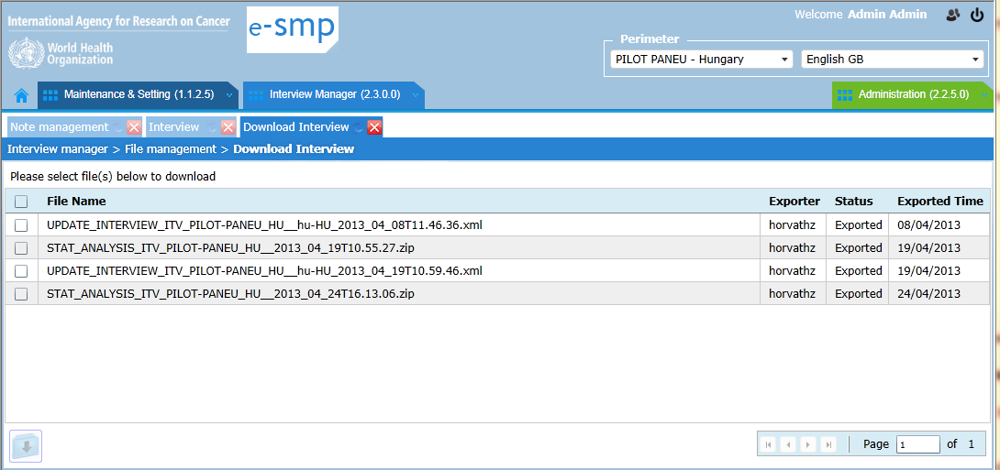 International Agency for Research on Cancer
World Health
Organization
e-smp
Welcome Admin Admin
Perimeter
PILOT PANEU - Hungary
English GB
Maintenance & Setting (1.1.2.5)
Interview Manager (2.3.0.0)
Administration (2.2.5.0)
Note management
Interview
Download Interview
Interview manager > File management > Download Interview
Please select file(s) below to download
File Name Exporter Status Exported Time
UPDATE_INTERVIEW_ITV_PILOT-PANEU_HU__hu-HU_2013_04_08T11.46.36.xml horvathz Exported 08/04/2013
STAT_ANALYSIS_ITV_PILOT-PANEU_HU__2013_04_19T10.55.27.zip horvathz Exported 19/04/2013
UPDATE_INTERVIEW_ITV_PILOT-PANEU_HU__hu-HU_2013_04_19T10.59.46.xml horvathz Exported 19/04/2013
STAT_ANALYSIS_ITV_PILOT-PANEU_HU__2013_04_24T16.13.06.zip horvathz Exported 24/04/2013
Page 1 of 1